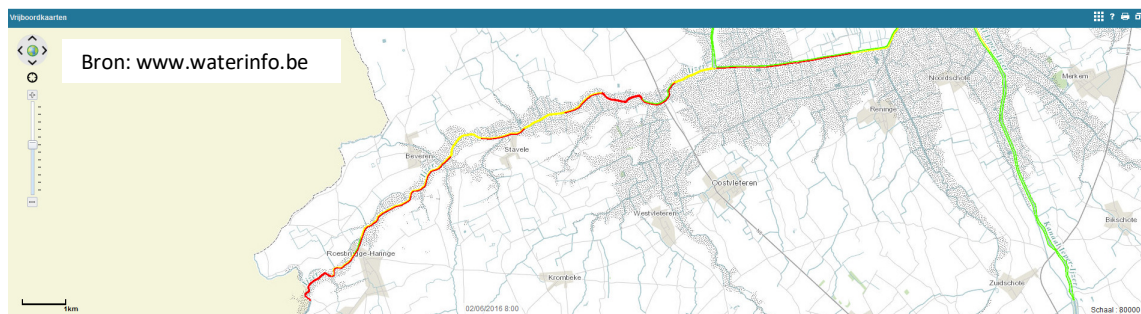 Vrijboordkaarten
?
Bron: www.waterinfo.be
Merkem
Noordschote
Reninge
Stavele
Beveren
Oostvleteren
Westvleteren
Bikschote
Roesbrugge-Haringe
Krombeke
Zuidschote
1km
02/06/2016 8:00
Schaal : 80000